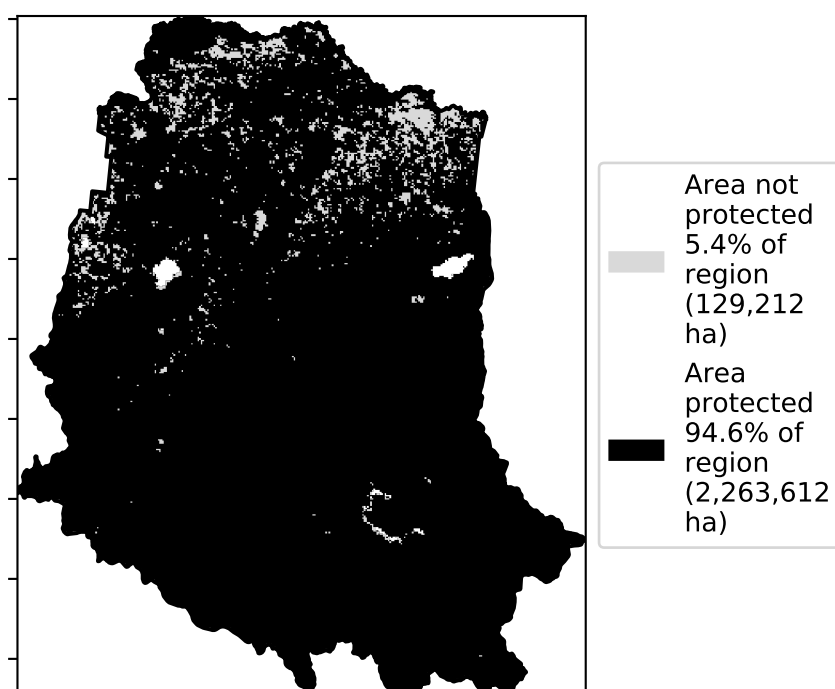 Area not
protected
5.4% of
region
(129,212
ha)
Area
protected
94.6% of
region
(2,263,612
ha)